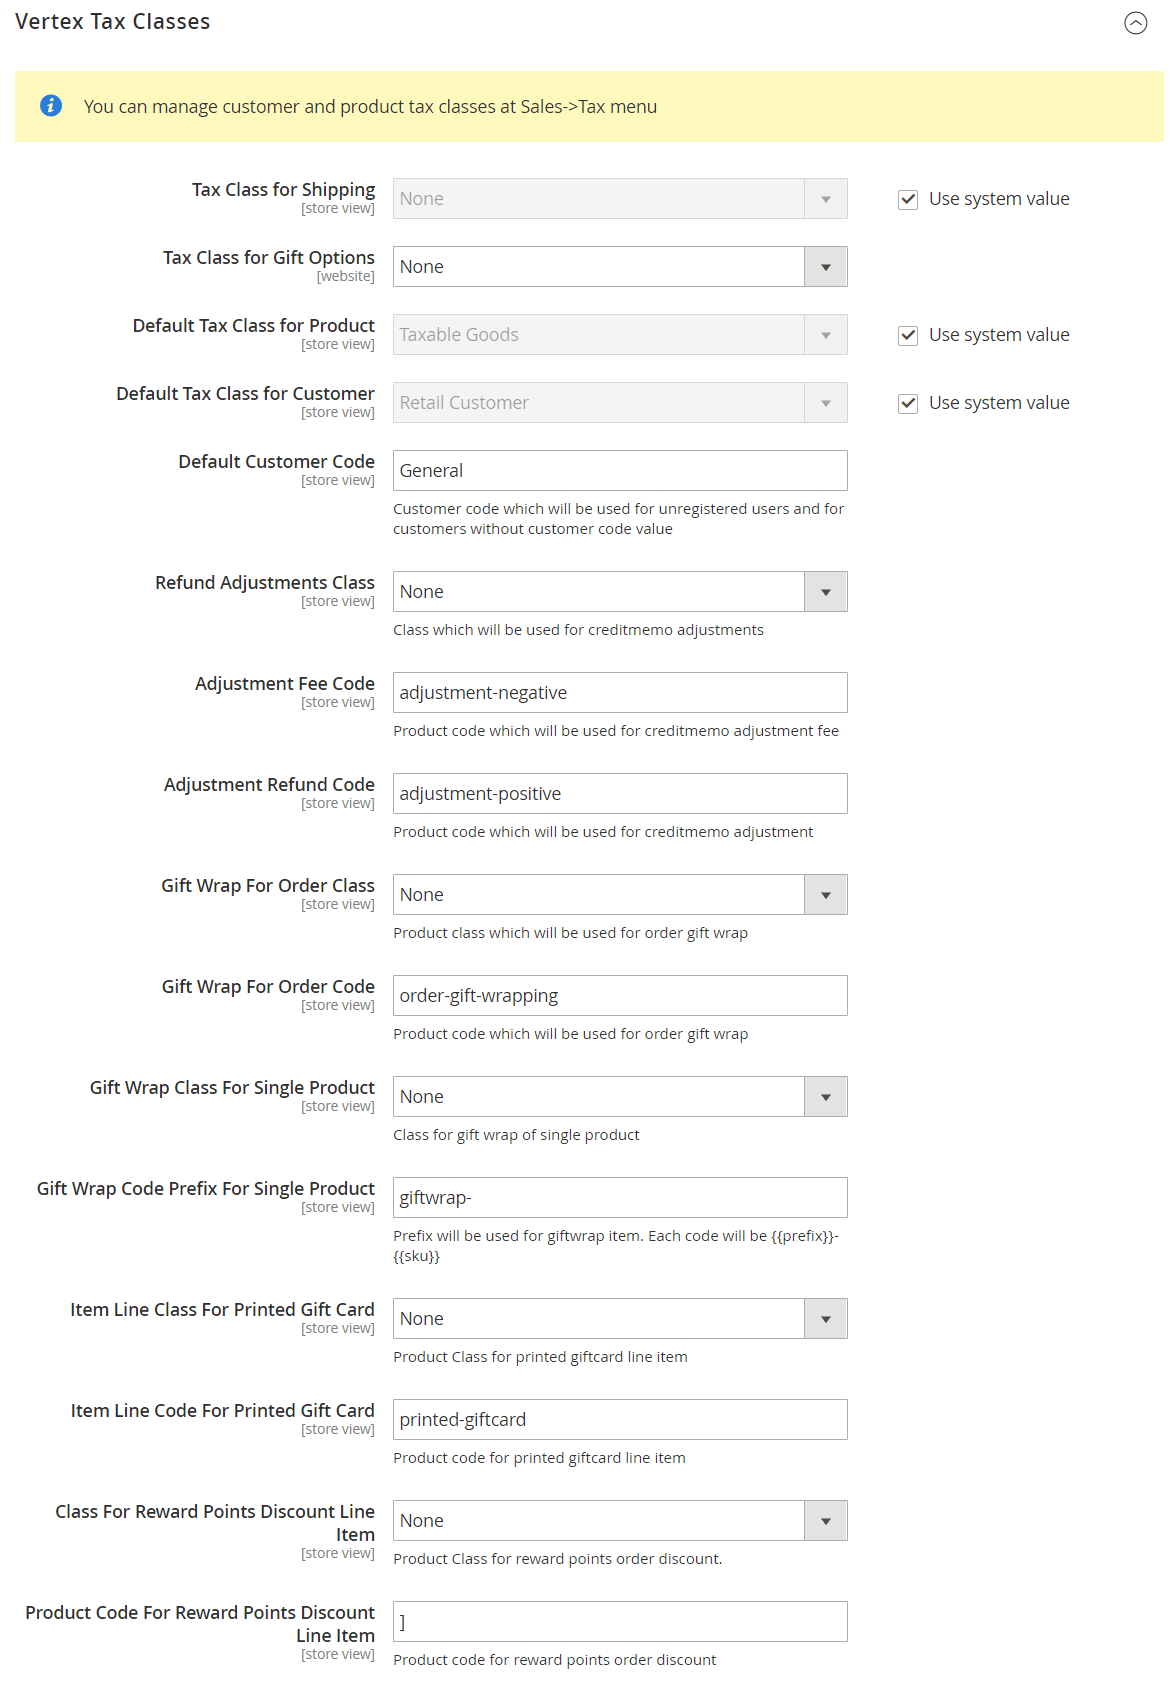 Vertex Tax Classes
You can manage customer and product tax classes at Sales->Tax menu
Tax Class for Shipping
[store view]
None
Use system value
Tax Class for Gift Options
[website]
None
Default Tax Class for Product
[store view]
Taxable Goods
Use system value
Default Tax Class for Customer
[store view]
Retail Customer
Use system value
Default Customer Code
[store view]
General
Customer code which will be used for unregistered users and for
customers without customer code value
Refund Adjustments Class
[store view]
None
Class which will be used for creditmemo adjustments
Adjustment Fee Code
[store view]
adjustment-negative
Product code which will be used for creditmemo adjustment fee
Adjustment Refund Code
[store view]
adjustment-positive
Product code which will be used for creditmemo adjustment
Gift Wrap For Order Class
[store view]
None
Product class which will be used for order gift wrap
Gift Wrap For Order Code
[store view]
order-gift-wrapping
Product code which will be used for order gift wrap
Gift Wrap Class For Single Product
[store view]
None
Class for gift wrap of single product
Gift Wrap Code Prefix For Single Product
[store view]
giftwrap-
Prefix will be used for giftwrap item. Each code will be {{prefix}}-
{{sku}}
Item Line Class For Printed Gift Card
[store view]
None
Product Class for printed giftcard line item
Item Line Code For Printed Gift Card
[store view]
printed-giftcard
Product code for printed giftcard line item
Class For Reward Points Discount Line
Item
[store view]
None
Product Class for reward points order discount.
Product Code For Reward Points Discount
Line Item
[store view]
]
Product code for reward points order discount